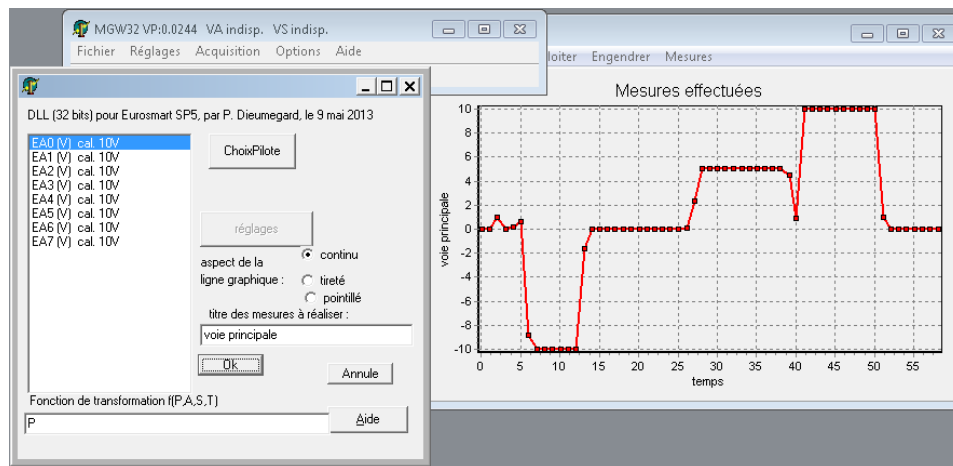 MGW32 VP:0.0244 VA indisp. VS indisp.
Fichier Réglages Acquisition Options Aide
loiter Engendrer Mesures
DLL (32 bits) pour Eurosmart SP5, par P. Dieumegard, le 9 mai 2013
EA0 (V) cal. 10V
EA1 (V) cal. 10V
EA2 (V) cal. 10V
EA3 (V) cal. 10V
EA4 (V) cal. 10V
EA5 (V) cal. 10V
EA6 (V) cal. 10V
EA7 (V) cal. 10V
ChoixPilote
réglages
aspect de la
ligne graphique :
continu
tireté
pointillé
titre des mesures à réaliser :
voie principale
Ok
Annule
Fonction de transformation f(P,A,S,T)
P
Aide
Mesures effectuées
voie principale
10
8
6
4
2
0
-2
-4
-6
-8
-10
0 5 10 15 20 25 30 35 40 45 50 55
temps